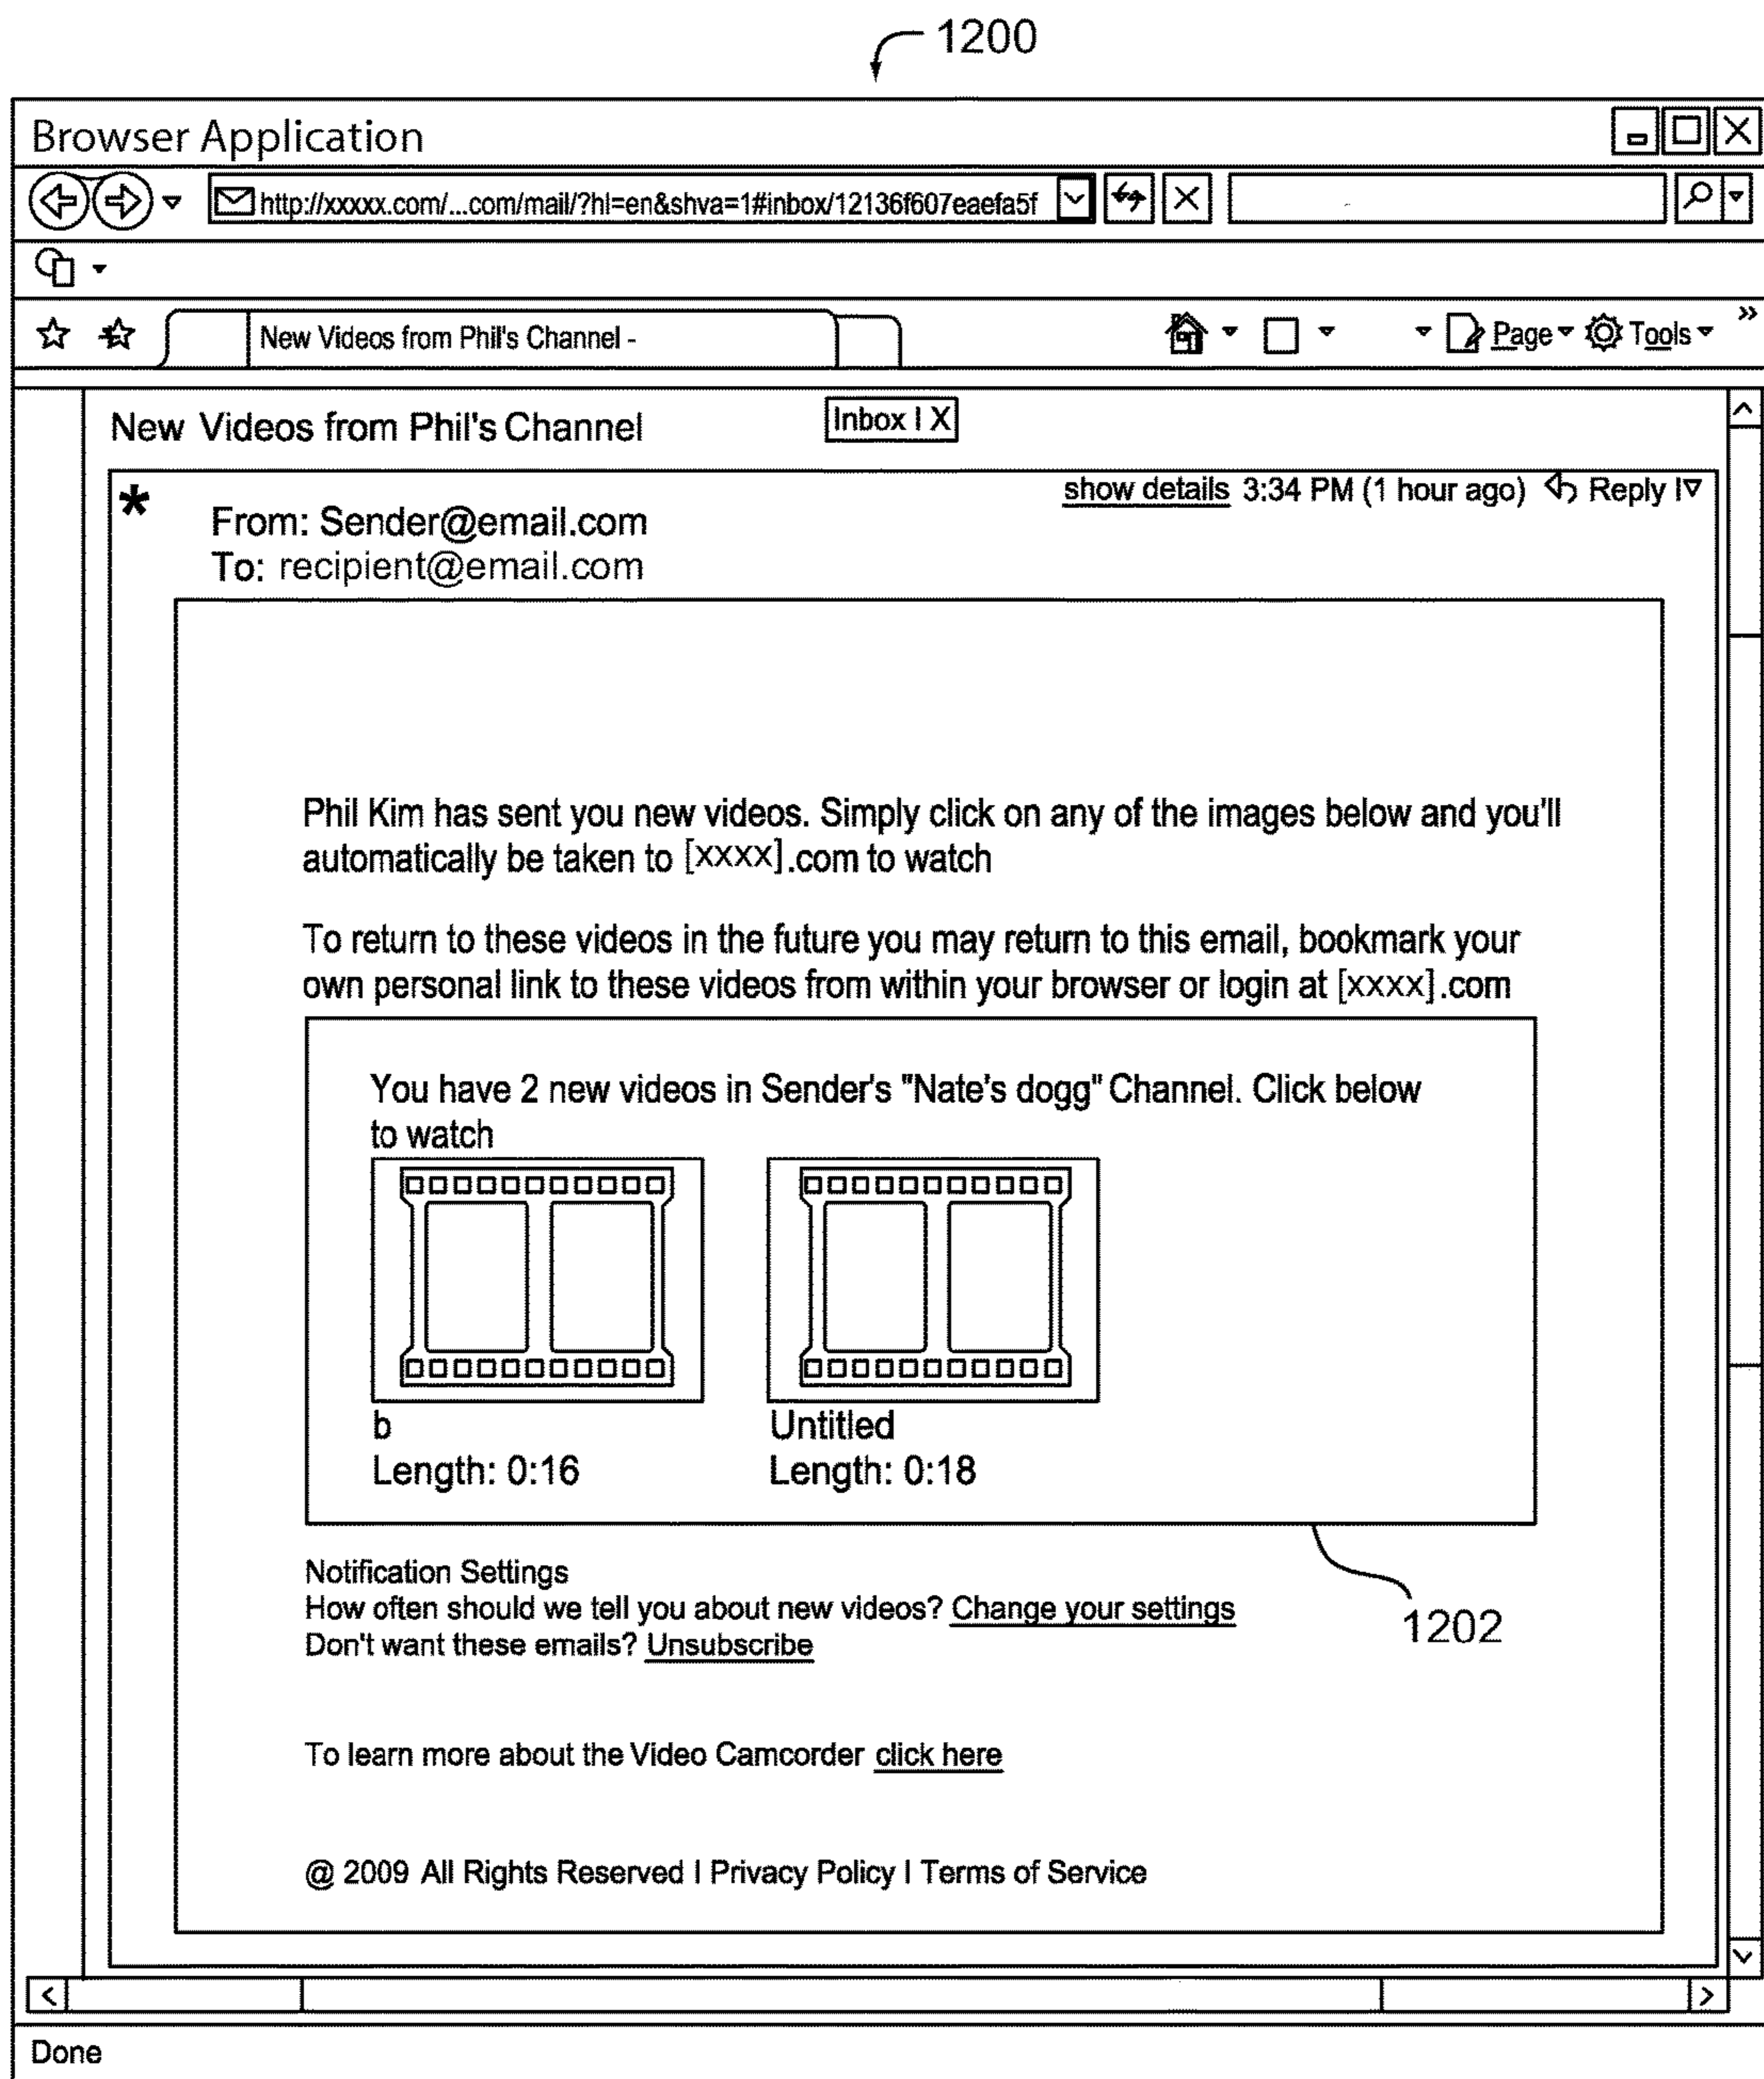 1200
Browser Application
http://xxxxx.com/...com/mail/?hl=en&shva=1#inbox/12136f607eaefa5f
New Videos from Phil's Channel -
Page
Tools
»
New Videos from Phil's Channel
Inbox I X
* show details 3:34 PM (1 hour ago) Reply I
From: Sender@email.com
To: recipient@email.com
Phil Kim has sent you new videos. Simply click on any of the images below and you'll
automatically be taken to [xxxx].com to watch
To return to these videos in the future you may return to this email, bookmark your
own personal link to these videos from within your browser or login at [xxxx].com
You have 2 new videos in Sender's "Nate's dogg" Channel. Click below
to watch
b
Length: 0:16
Untitled
Length: 0:18
Notification Settings
How often should we tell you about new videos? Change your settings
Don't want these emails? Unsubscribe
1202
To learn more about the Video Camcorder click here
@ 2009 All Rights Reserved I Privacy Policy I Terms of Service
Done